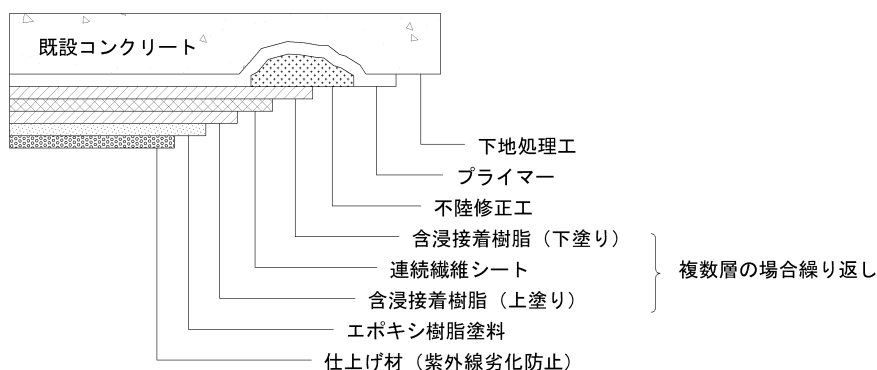 既設コンクリート
下地処理工
プライマー
不陸修正工
含浸接着樹脂（下塗り）
連続繊維シート
複数層の場合繰り返し
含浸接着樹脂（上塗り）
エポキシ樹脂塗料
仕上げ材（紫外線劣化防止）